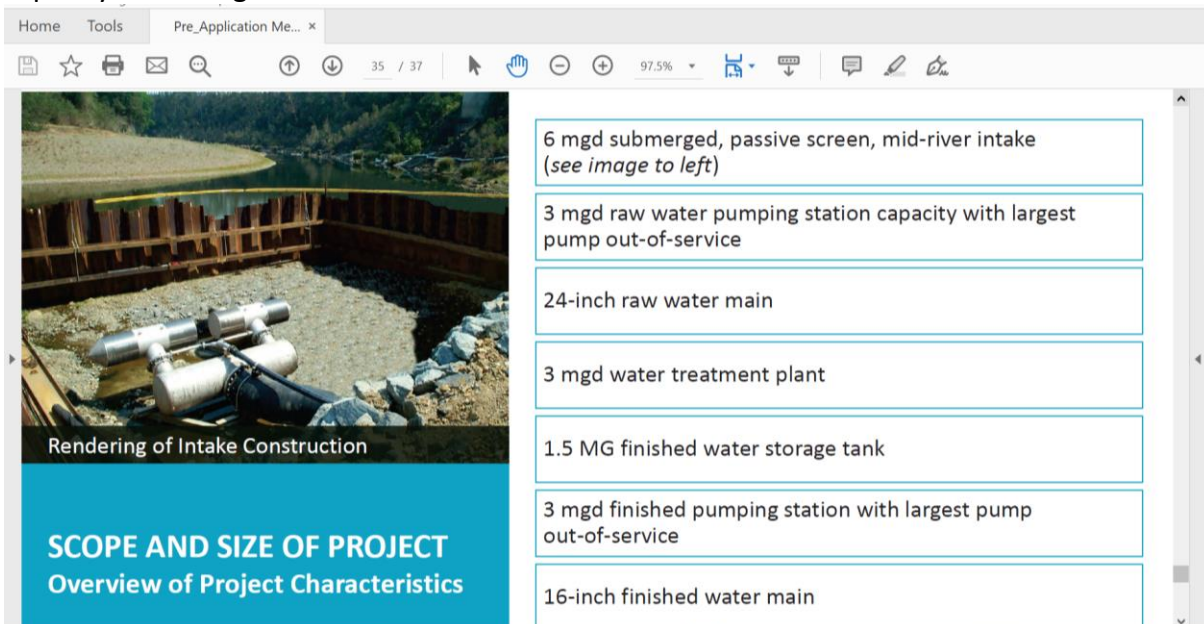 Home Tools Pre_Application Me... ×
35 / 37 97.5%
6 mgd submerged, passive screen, mid-river intake
(see image to left)
3 mgd raw water pumping station capacity with largest
pump out-of-service
24-inch raw water main
3 mgd water treatment plant
Rendering of Intake Construction
1.5 MG finished water storage tank
3 mgd finished pumping station with largest pump
out-of-service
SCOPE AND SIZE OF PROJECT
Overview of Project Characteristics
16-inch finished water main